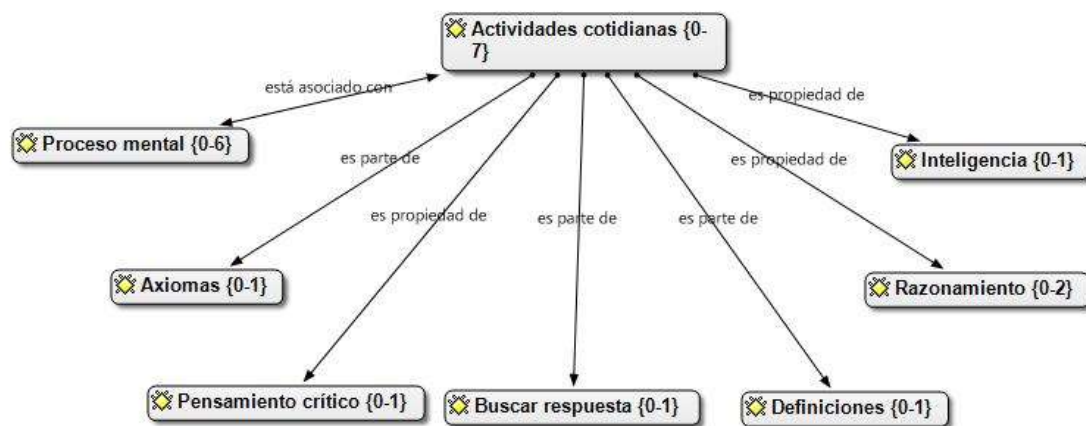 Actividades cotidianas {0-
7}
está asociado con
es propiedad de
Proceso mental {0-6}
es parte de
es propiedad de
Inteligencia {0-1}
es propiedad de
es parte de
es parte de
Axiomas {0-1}
Razonamiento {0-2}
Pensamiento crítico {0-1}
Buscar respuesta {0-1}
Definiciones {0-1}